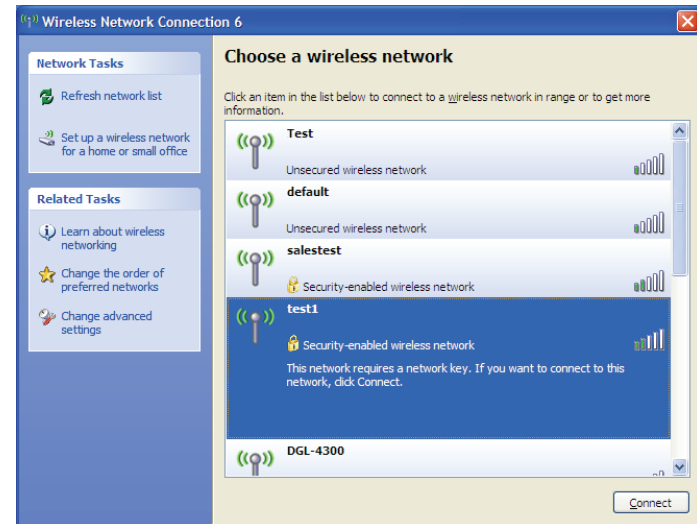 Wireless Network Connection 6
Network Tasks
Refresh network list
Set up a wireless network
for a home or small office
Related Tasks
Learn about wireless
networking
Change the order of
preferred networks
Change advanced
settings
Choose a wireless network
Click an item in the list below to connect to a wireless network in range or to get more
information.
Test
Unsecured wireless network
default
Unsecured wireless network
salestest
Security-enabled wireless network
test1
Security-enabled wireless network
This network requires a network key. If you want to connect to this
network, click Connect.
DGL-4300
Connect